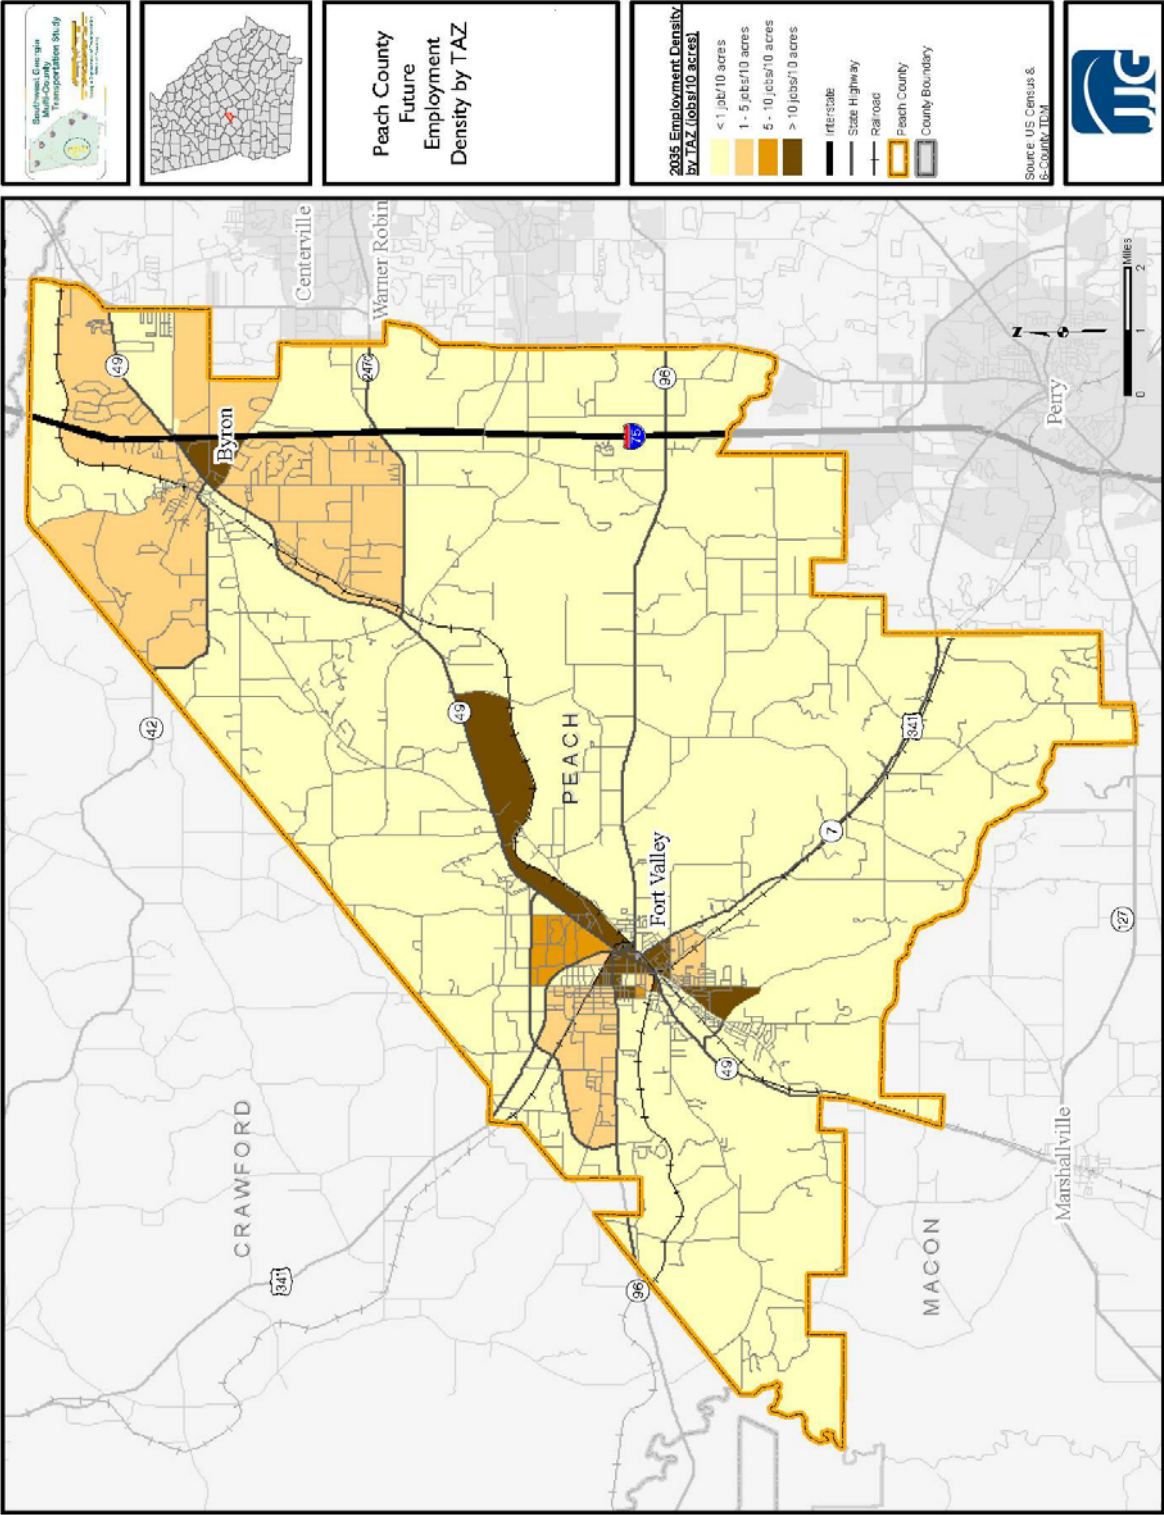 Southwest Georgia
Multi-County
Transportation Study
Peach County
Future
Employment
Density by TAZ
2035 Employment Density
by TAZ (jobs/10 acres)
< 1 job/10 acres
1 - 5 jobs/10 acres
5 - 10 jobs/10 acres
> 10 jobs/10 acres
Interstate
State Highway
Railroad
Peach County
County Boundary
Source: US Census &
6-County TDM
JJG
Centerville
Warner Robin
49
247C
96
Byron
75
Perry
N
0 1 2
Miles
42
49
PEACH
341
7
Fort Valley
127
49
CRAWFORD
341
96
MACON
Marshallville